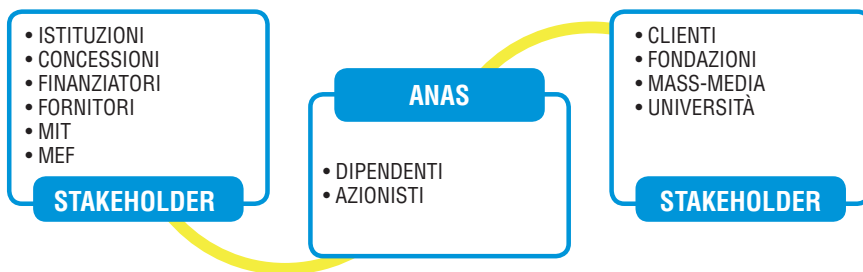 • ISTITUZIONI
• CONCESSIONI
• FINANZIATORI
• FORNITORI
• MIT
• MEF
STAKEHOLDER
ANAS
• DIPENDENTI
• AZIONISTI
• CLIENTI
• FONDAZIONI
• MASS-MEDIA
• UNIVERSITÀ
STAKEHOLDER